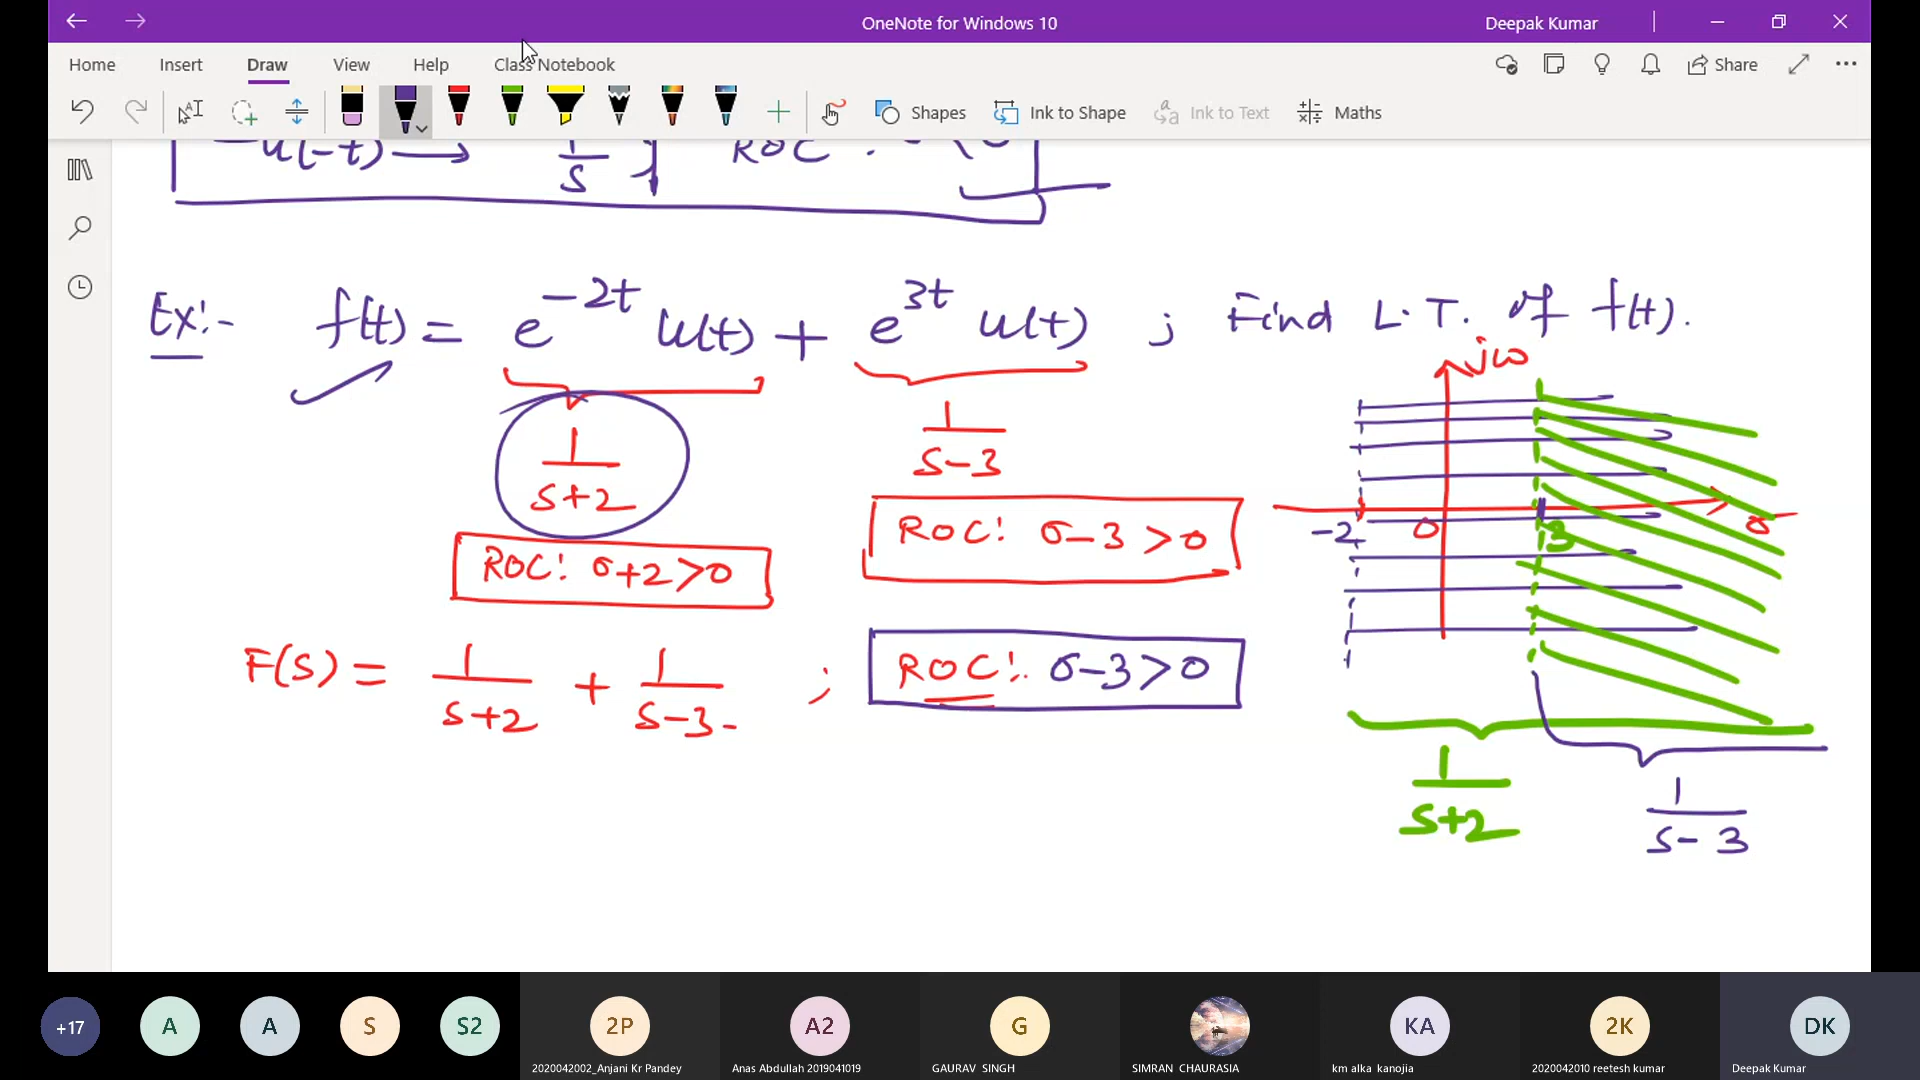 OneNote for Windows 10
Deepak Kumar
Home Insert Draw View Help Class Notebook
Share
Shapes Ink to Shape Ink to Text Maths
-u(-t) → 1/s ROC :
Ex:- f(t) = e^-2t u(t) + e^3t u(t) ; Find L.T. of f(t).
jω
1/s+2
1/s-3
-2 0 3 σ
ROC: σ+2>0
ROC: σ-3>0
F(s) = 1/s+2 + 1/s-3 ; ROC: σ-3>0
1/s+2
1/s-3
+17 A A S S2 2P A2 G KA 2K DK
2020042002_Anjani Kr Pandey
Anas Abdullah 2019041019
GAURAV SINGH
SIMRAN CHAURASIA
km alka kanojia
2020042010 reetesh kumar
Deepak Kumar